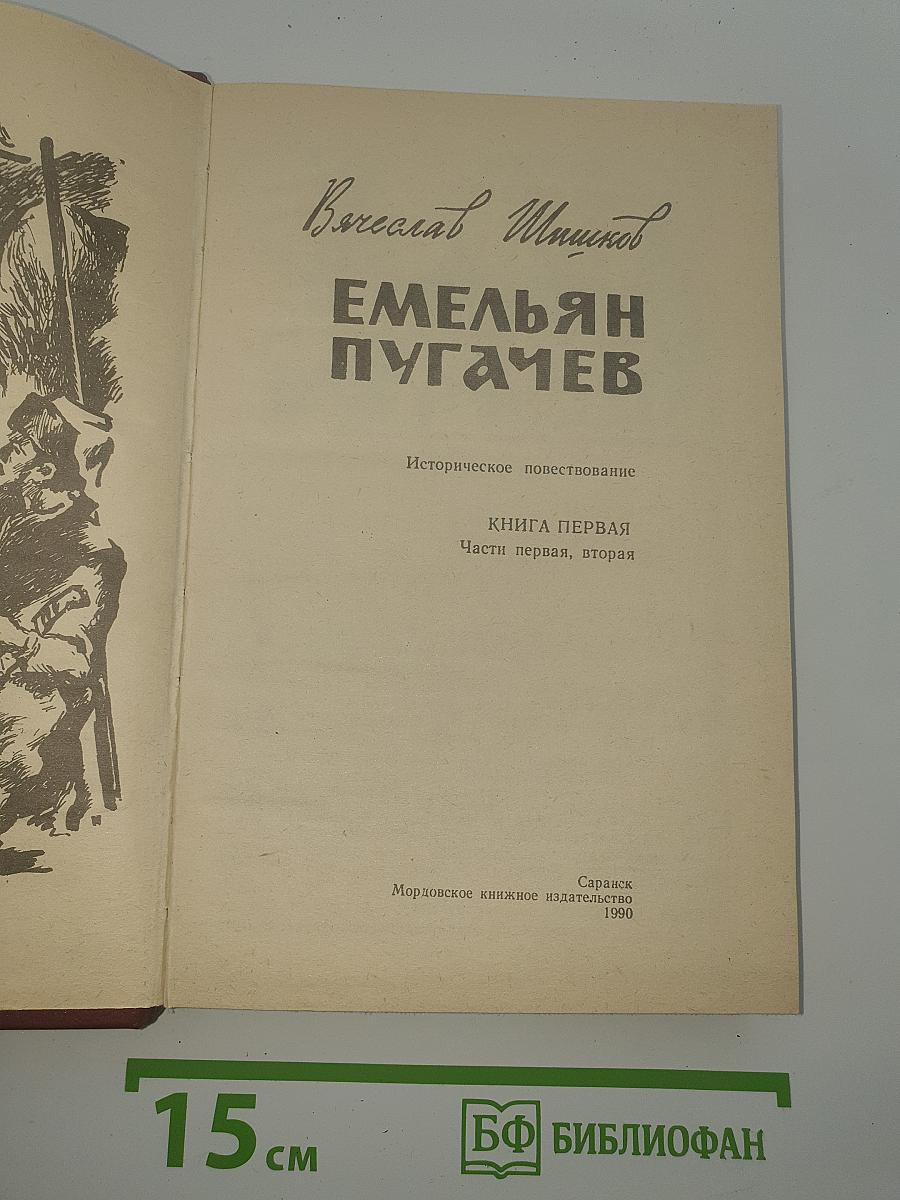 Вячеслав Шишков
ЕМЕЛЬЯН
ПУГАЧЕВ
Историческое повествование
КНИГА ПЕРВАЯ
Части первая, вторая
Саранск
Мордовское книжное издательство
1990
15 см
БФ БИБЛИОФАН